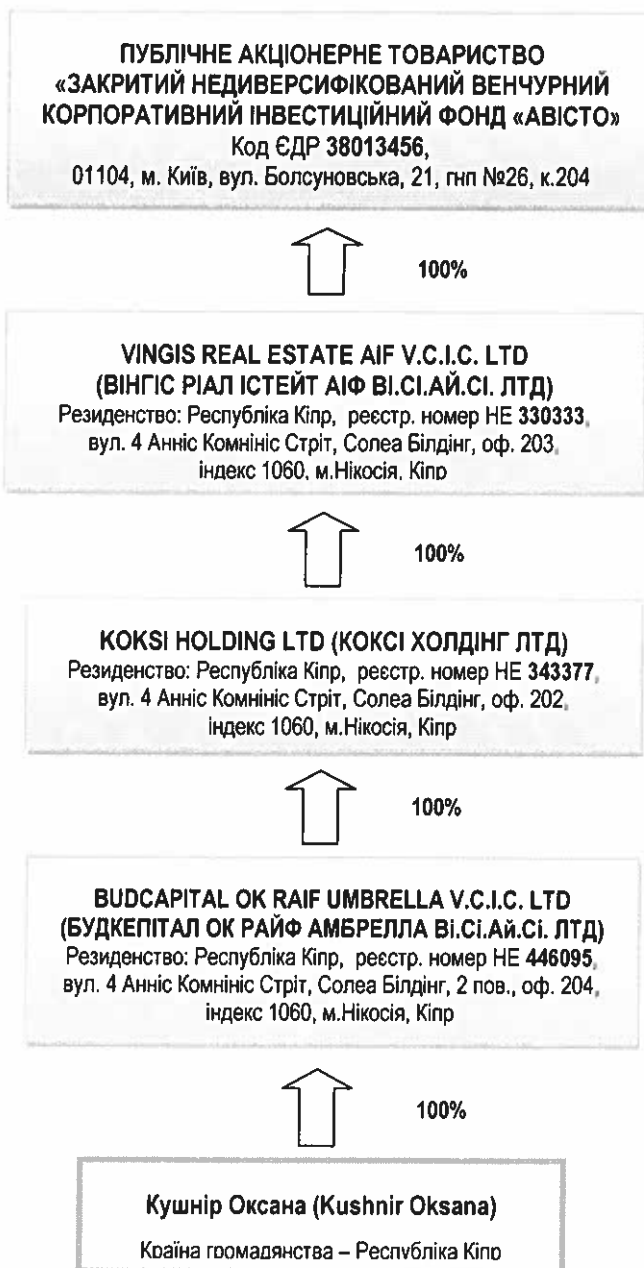 ПУБЛІЧНЕ АКЦІОНЕРНЕ ТОВАРИСТВО
«ЗАКРИТИЙ НЕДИВЕРСИФІКОВАНИЙ ВЕНЧУРНИЙ
КОРПОРАТИВНИЙ ІНВЕСТИЦІЙНИЙ ФОНД «АВІСТО»
Код ЄДР 38013456,
01104, м. Київ, вул. Болсуновська, 21, гнп №26, к.204
100%
VINGIS REAL ESTATE AIF V.C.I.C. LTD
(ВІНГІС РІАЛ ІСТЕЙТ АІФ ВІ.СІ.АЙ.СІ. ЛТД)
Резиденство: Республіка Кіпр, реєстр. номер НЕ 330333,
вул. 4 Анніс Комнініс Стріт, Солеа Білдінг, оф. 203,
індекс 1060, м.Нікосія, Кіпр
100%
KOKSI HOLDING LTD (КОКСІ ХОЛДІНГ ЛТД)
Резиденство: Республіка Кіпр, реєстр. номер НЕ 343377,
вул. 4 Анніс Комнініс Стріт, Солеа Білдінг, оф. 202,
індекс 1060, м.Нікосія, Кіпр
100%
BUDCAPITAL OK RAIF UMBRELLA V.C.I.C. LTD
(БУДКЕПІТАЛ ОК РАЙФ АМБРЕЛЛА Ві.Сі.Ай.Сі. ЛТД)
Резиденство: Республіка Кіпр, реєстр. номер НЕ 446095,
вул. 4 Анніс Комнініс Стріт, Солеа Білдінг, 2 пов., оф. 204,
індекс 1060, м.Нікосія, Кіпр
100%
Кушнір Оксана (Kushnir Oksana)
Країна громадянства – Республіка Кіпр